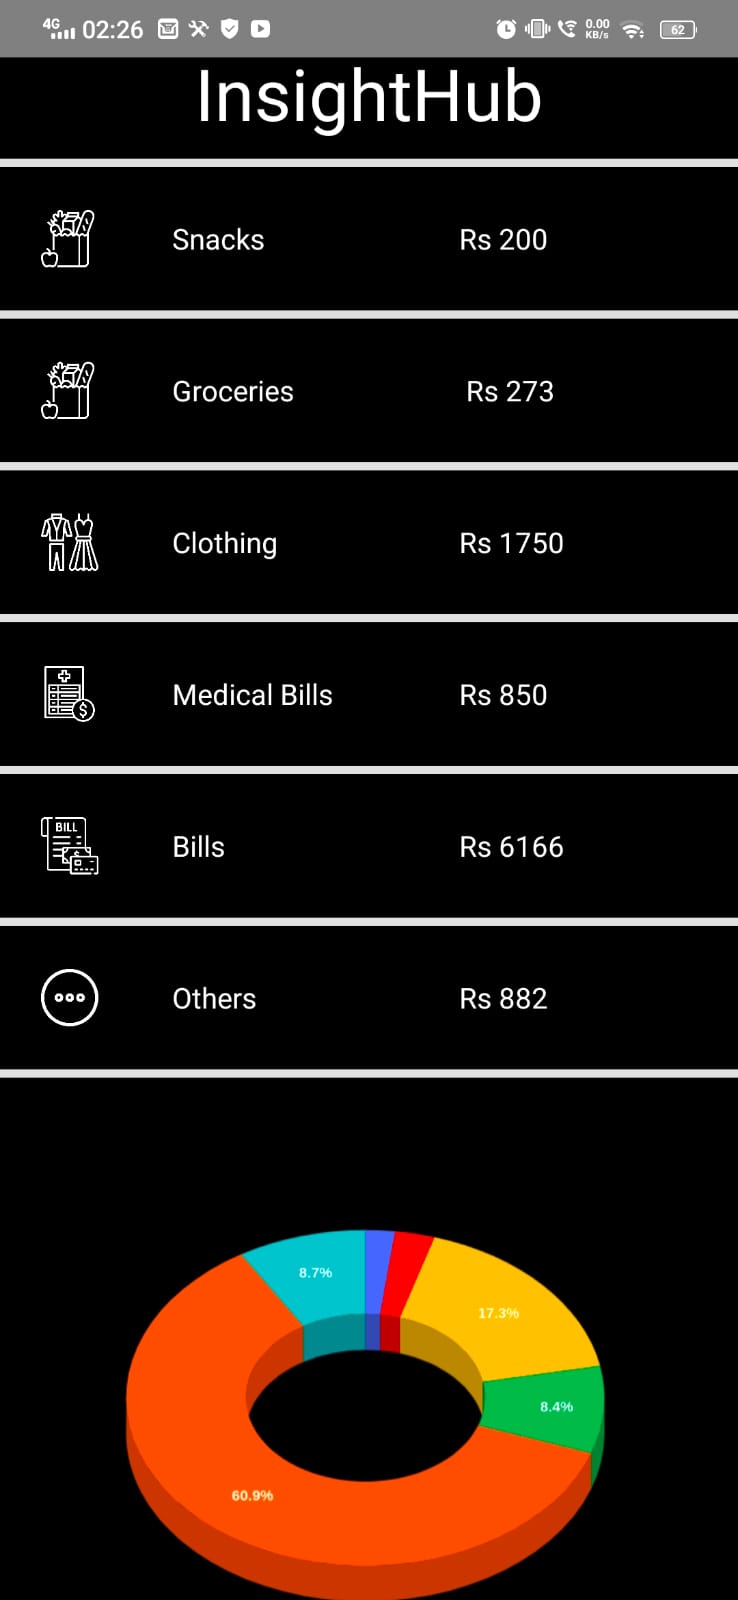 4G 02:26 0.00 KB/s 62
InsightHub
Snacks Rs 200
Groceries Rs 273
Clothing Rs 1750
Medical Bills Rs 850
$
BILL
Bills Rs 6166
Others Rs 882
8.7%
17.3%
8.4%
60.9%